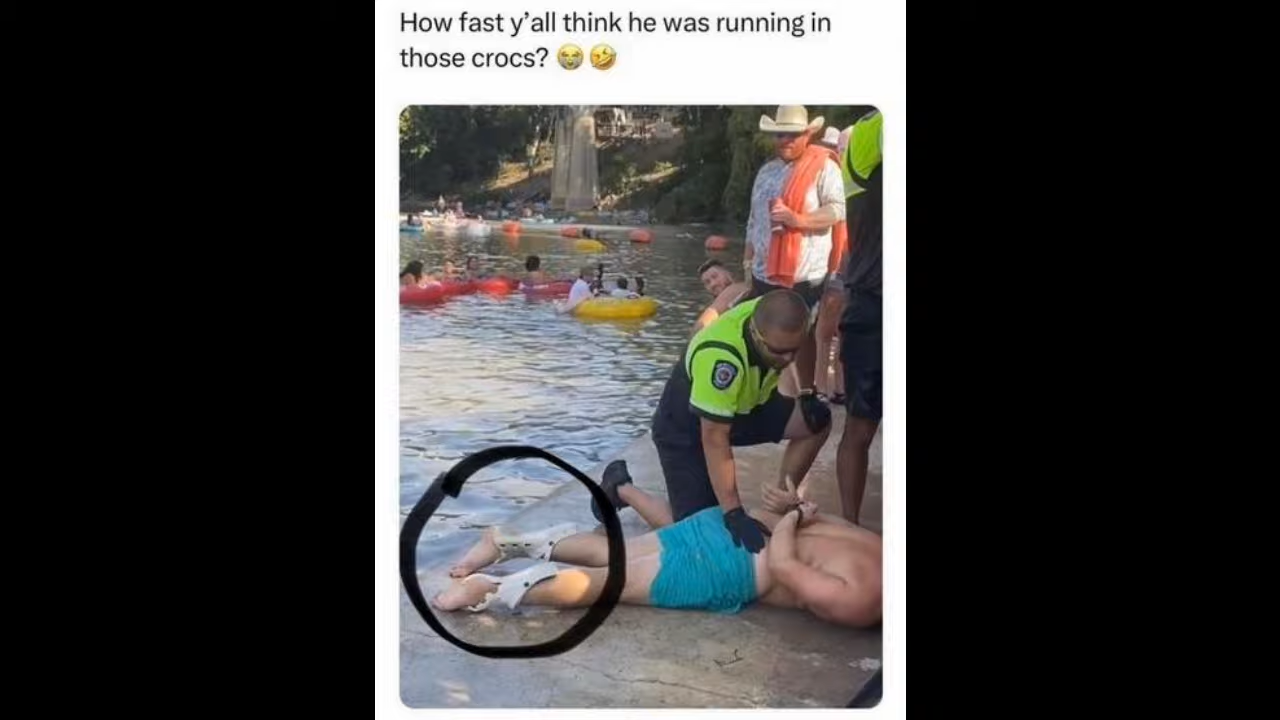 How fast y’all think he was running in
those crocs? 😭🤣